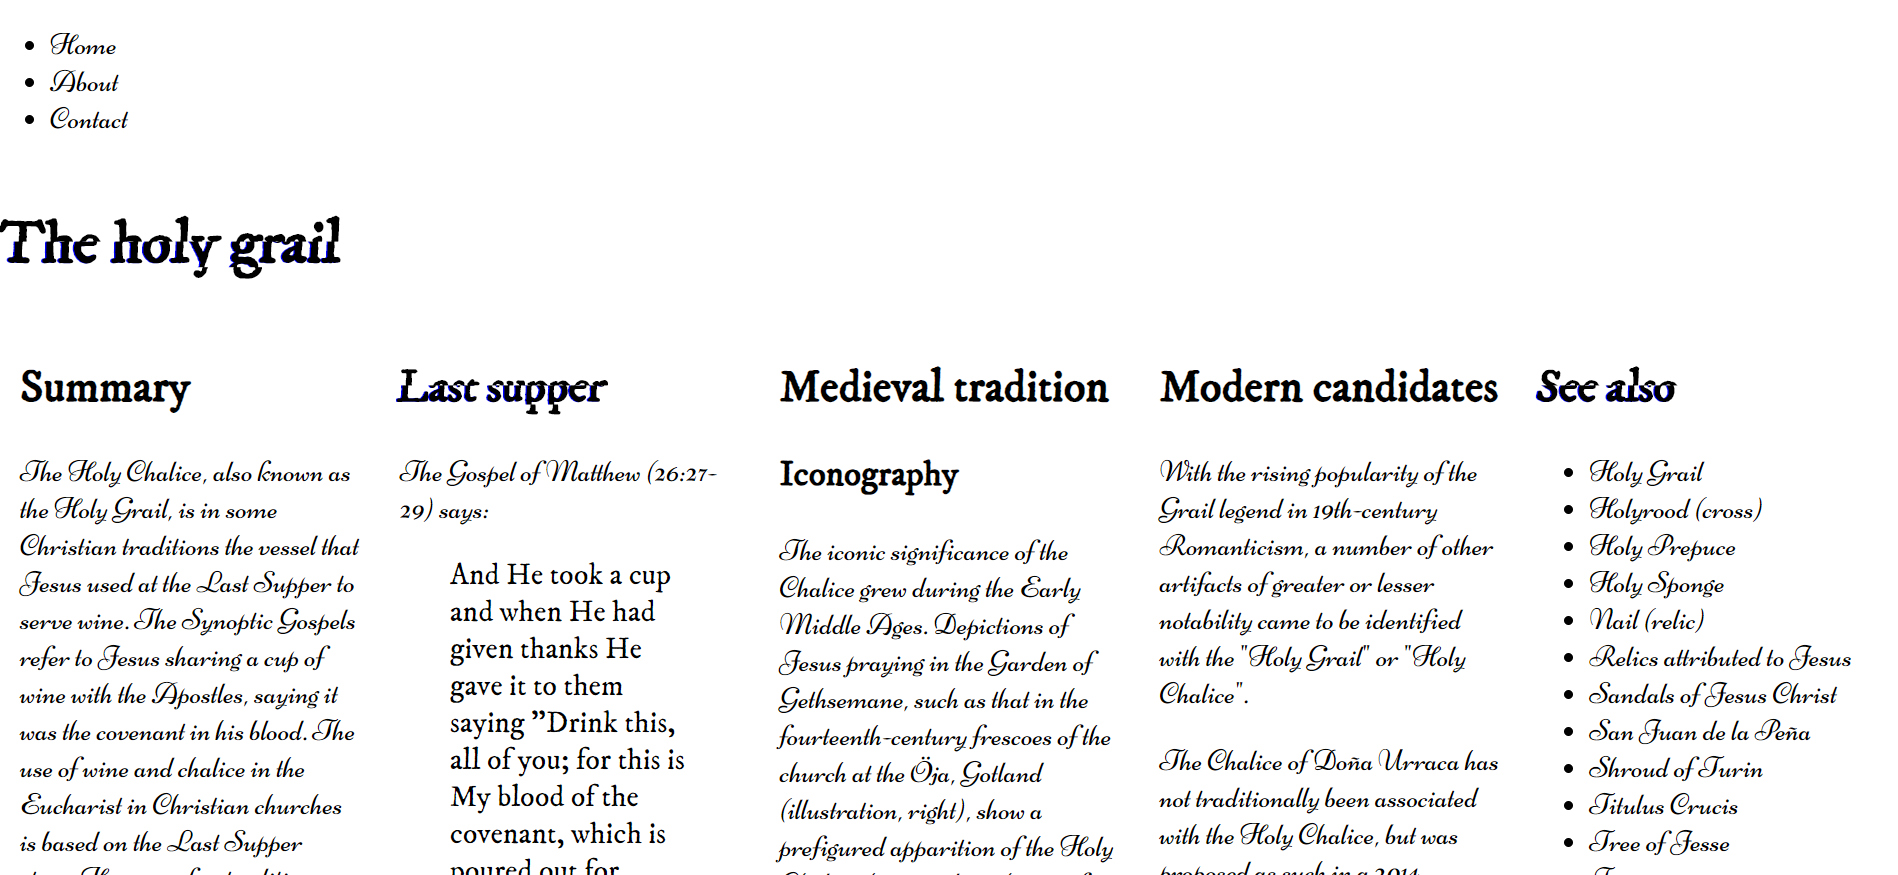 Home
About
Contact
The holy grail
Summary
The Holy Chalice, also known as
the Holy Grail, is in some
Christian traditions the vessel that
Jesus used at the Last Supper to
serve wine. The Synoptic Gospels
refer to Jesus sharing a cup of
wine with the Apostles, saying it
was the covenant in his blood. The
use of wine and chalice in the
Eucharist in Christian churches
is based on the Last Supper
Last supper
The Gospel of Matthew (26:27-
29) says:
And He took a cup
and when He had
given thanks He
gave it to them
saying "Drink this,
all of you; for this is
My blood of the
covenant, which is
poured out for
Medieval tradition
Iconography
The iconic significance of the
Chalice grew during the Early
Middle Ages. Depictions of
Jesus praying in the Garden of
Gethsemane, such as that in the
fourteenth-century frescoes of the
church at the Öja, Gotland
(illustration, right), show a
prefigured apparition of the Holy
Modern candidates
With the rising popularity of the
Grail legend in 19th-century
Romanticism, a number of other
artifacts of greater or lesser
notability came to be identified
with the "Holy Grail" or "Holy
Chalice".
The Chalice of Doña Urraca has
not traditionally been associated
with the Holy Chalice, but was
proposed as such in a 2014
See also
Holy Grail
Holyrood (cross)
Holy Prepuce
Holy Sponge
Nail (relic)
Relics attributed to Jesus
Sandals of Jesus Christ
San Juan de la Peña
Shroud of Turin
Titulus Crucis
Tree of Jesse